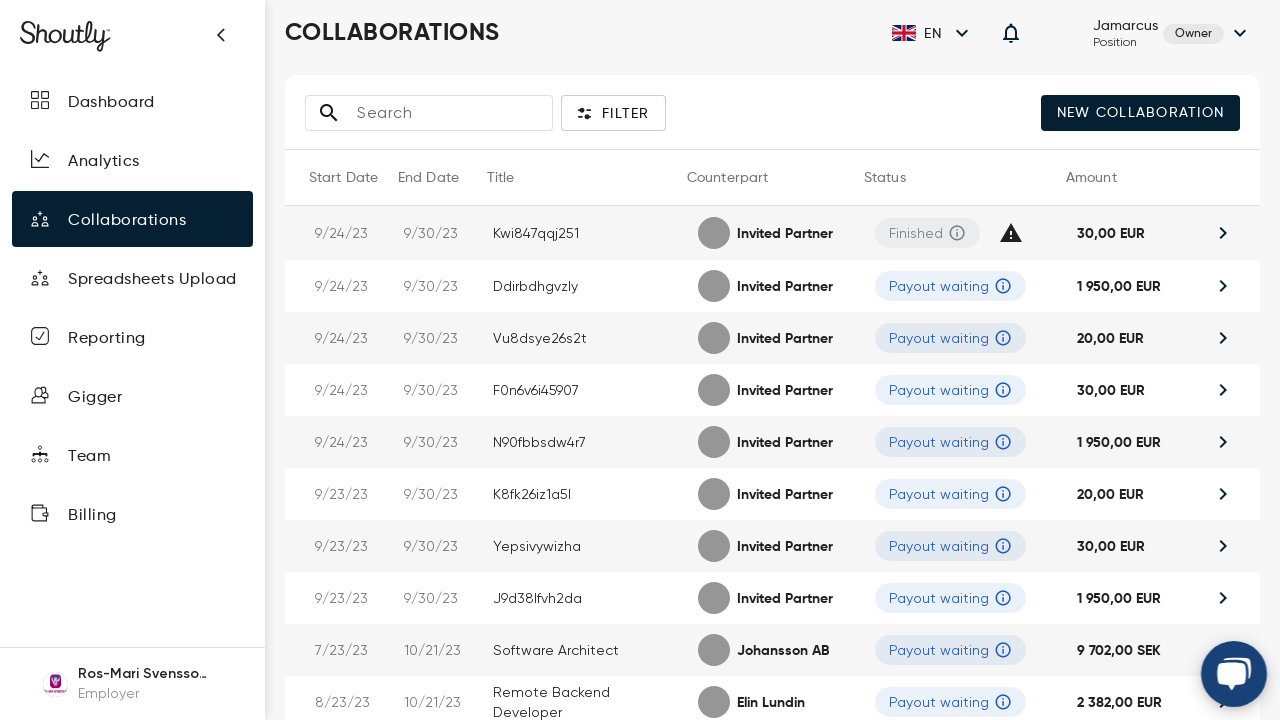 Shoutly
COLLABORATIONS
EN
Jamarcus
Position
Owner
Dashboard
Analytics
Collaborations
Spreadsheets Upload
Reporting
Gigger
Team
Billing
Ros-Mari Svensso...
Employer
Search
FILTER
NEW COLLABORATION
Start Date End Date Title Counterpart Status Amount
9/24/23 9/30/23 Kwi847qqj251 Invited Partner Finished 30,00 EUR
9/24/23 9/30/23 Ddirbdhgvzly Invited Partner Payout waiting 1 950,00 EUR
9/24/23 9/30/23 Vu8dsye26s2t Invited Partner Payout waiting 20,00 EUR
9/24/23 9/30/23 F0n6v6i45907 Invited Partner Payout waiting 30,00 EUR
9/24/23 9/30/23 N90fbbsdw4r7 Invited Partner Payout waiting 1 950,00 EUR
9/23/23 9/30/23 K8fk26iz1a5l Invited Partner Payout waiting 20,00 EUR
9/23/23 9/30/23 Yepsivywizha Invited Partner Payout waiting 30,00 EUR
9/23/23 9/30/23 J9d38lfvh2da Invited Partner Payout waiting 1 950,00 EUR
7/23/23 10/21/23 Software Architect Johansson AB Payout waiting 9 702,00 SEK
8/23/23 10/21/23 Remote Backend Developer Elin Lundin Payout waiting 2 382,00 EUR